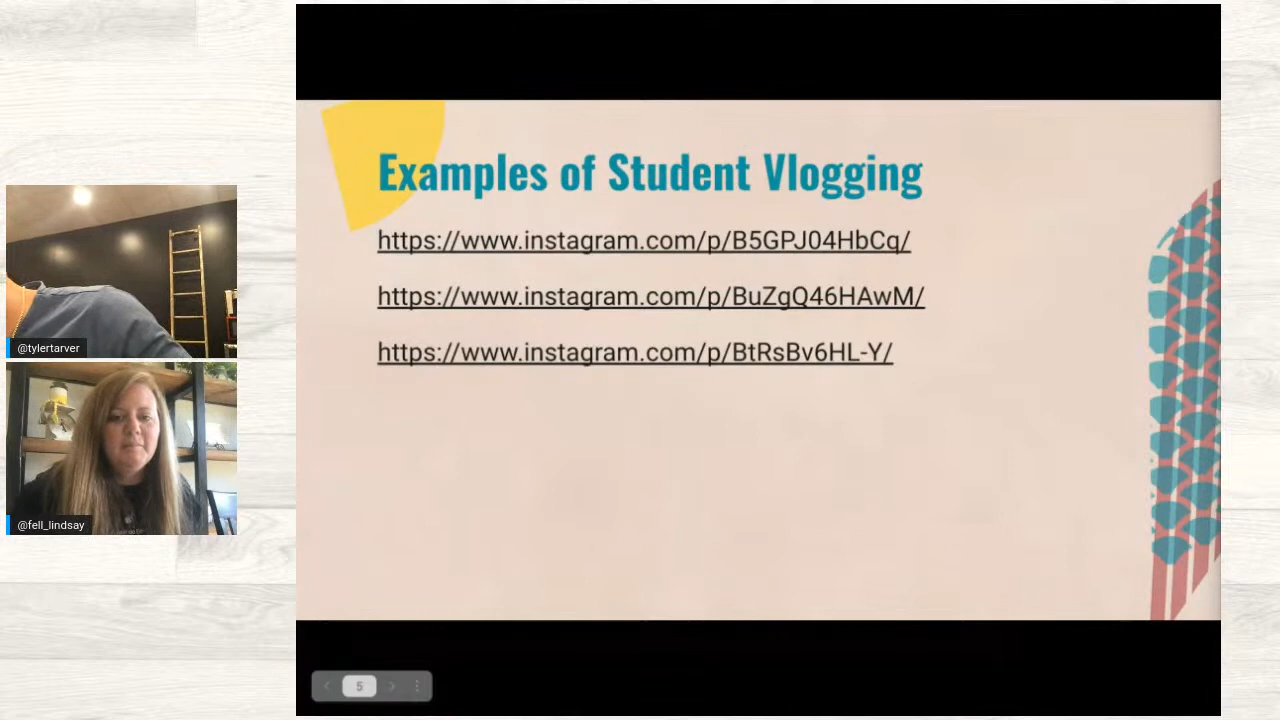 Examples of Student Vlogging
https://www.instagram.com/p/B5GPJ04HbCq/
https://www.instagram.com/p/BuZgQ46HAwM/
https://www.instagram.com/p/BtRsBv6HL-Y/
@tylertarver
@fell_lindsay
5